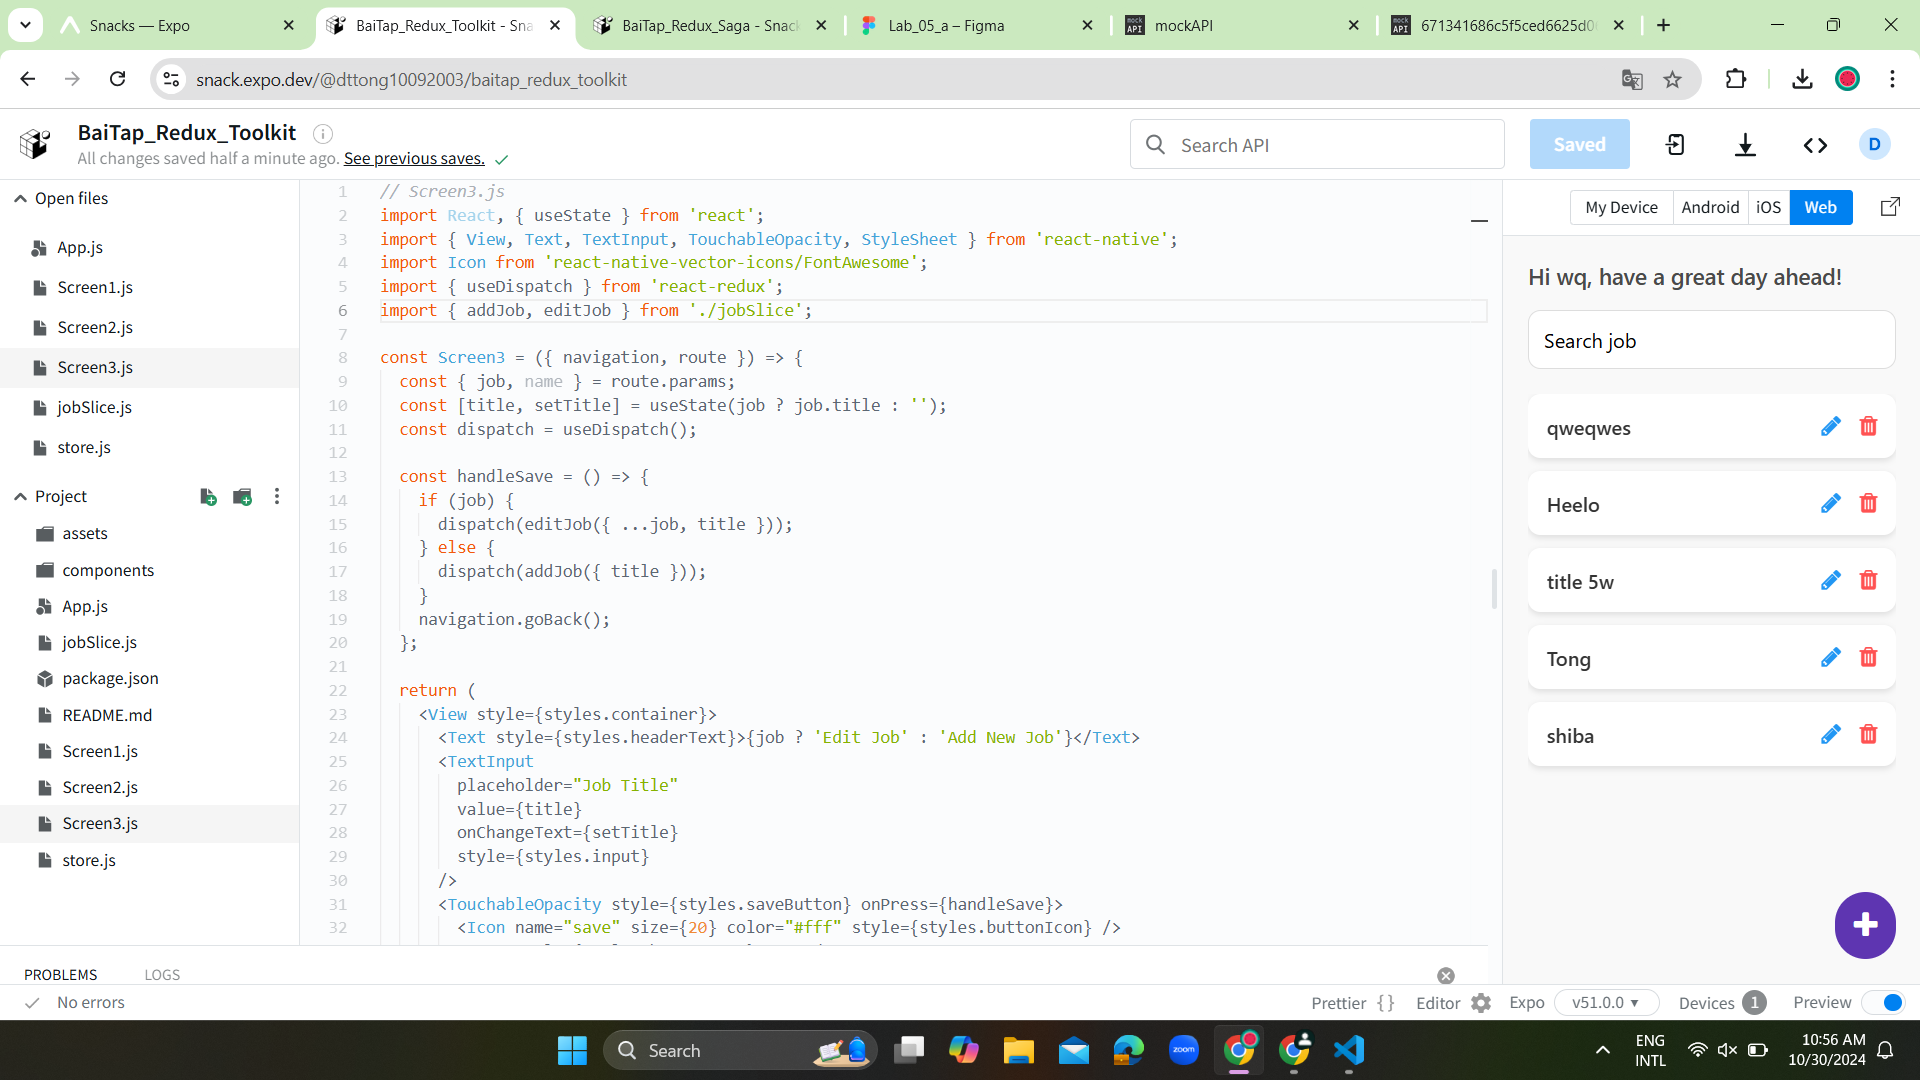 Snacks — Expo
BaiTap_Redux_Toolkit - Sna
BaiTap_Redux_Saga - Snack
Lab_05_a – Figma
mockAPI
671341686c5f5ced6625d0
snack.expo.dev/@dttong10092003/baitap_redux_toolkit
BaiTap_Redux_Toolkit
All changes saved half a minute ago. See previous saves.
Search API
Saved
D
Open files
App.js
Screen1.js
Screen2.js
Screen3.js
jobSlice.js
store.js
Project
assets
components
App.js
jobSlice.js
package.json
README.md
Screen1.js
Screen2.js
Screen3.js
store.js
1 // Screen3.js
2 import React, { useState } from 'react';
3 import { View, Text, TextInput, TouchableOpacity, StyleSheet } from 'react-native';
4 import Icon from 'react-native-vector-icons/FontAwesome';
5 import { useDispatch } from 'react-redux';
6 import { addJob, editJob } from './jobSlice';
7
8 const Screen3 = ({ navigation, route }) => {
9 const { job, name } = route.params;
10 const [title, setTitle] = useState(job ? job.title : '');
11 const dispatch = useDispatch();
12
13 const handleSave = () => {
14 if (job) {
15 dispatch(editJob({ ...job, title }));
16 } else {
17 dispatch(addJob({ title }));
18 }
19 navigation.goBack();
20 };
21
22 return (
23 <View style={styles.container}>
24 <Text style={styles.headerText}>{job ? 'Edit Job' : 'Add New Job'}</Text>
25 <TextInput
26 placeholder="Job Title"
27 value={title}
28 onChangeText={setTitle}
29 style={styles.input}
30 />
31 <TouchableOpacity style={styles.saveButton} onPress={handleSave}>
32 <Icon name="save" size={20} color="#fff" style={styles.buttonIcon} />
My Device
Android
iOS
Web
Hi wq, have a great day ahead!
Search job
qweqwes
Heelo
title 5w
Tong
shiba
PROBLEMS
LOGS
No errors
Prettier { }
Editor
Expo
v51.0.0
Devices 1
Preview
Search
zoom
ENG
INTL
10:56 AM
10/30/2024